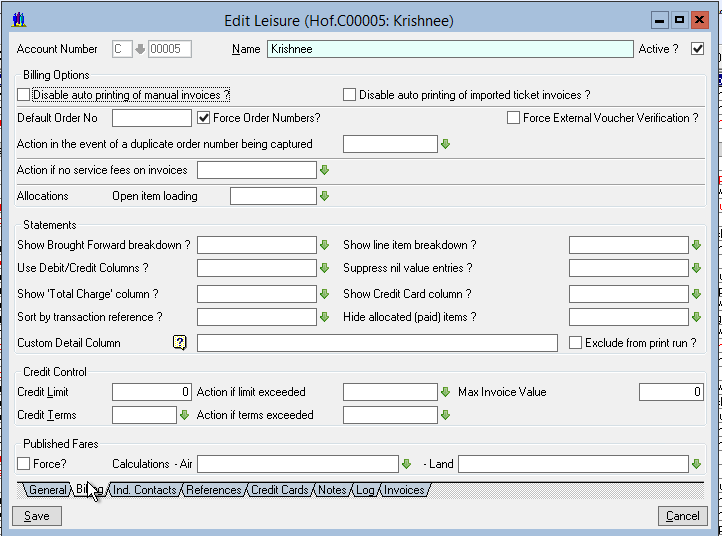 Edit Leisure (Hof.C00005: Krishnee)
Account Number C 00005 Name Krishnee Active ?
Billing Options
Disable auto printing of manual invoices ? Disable auto printing of imported ticket invoices ?
Default Order No Force Order Numbers? Force External Voucher Verification ?
Action in the event of a duplicate order number being captured
Action if no service fees on invoices
Allocations Open item loading
Statements
Show Brought Forward breakdown ? Show line item breakdown ?
Use Debit/Credit Columns ? Suppress nil value entries ?
Show 'Total Charge' column ? Show Credit Card column ?
Sort by transaction reference ? Hide allocated (paid) items ?
Custom Detail Column ? Exclude from print run ?
Credit Control
Credit Limit 0 Action if limit exceeded Max Invoice Value 0
Credit Terms Action if terms exceeded
Published Fares
Force? Calculations - Air - Land
General Billing Ind. Contacts References Credit Cards Notes Log Invoices
Save Cancel